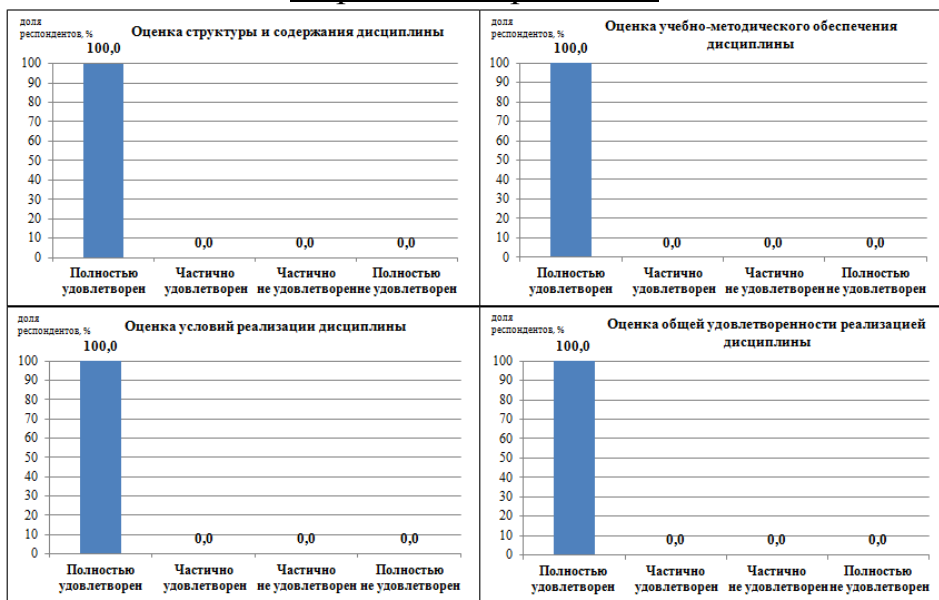 доля
респондентов, %
Оценка структуры и содержания дисциплины
100,0
100
90
80
70
60
50
40
30
20
10
0
0,0 0,0 0,0
Полностью удовлетворен
Частично удовлетворен
Частично не удовлетворен
Полностью не удовлетворен
доля
респондентов, %
Оценка учебно-методического обеспечения
дисциплины
100,0
100
90
80
70
60
50
40
30
20
10
0
0,0 0,0 0,0
Полностью удовлетворен
Частично удовлетворен
Частично не удовлетворен
Полностью не удовлетворен
доля
респондентов, %
Оценка условий реализации дисциплины
100,0
100
90
80
70
60
50
40
30
20
10
0
0,0 0,0 0,0
Полностью удовлетворен
Частично удовлетворен
Частично не удовлетворен
Полностью не удовлетворен
доля
респондентов, %
Оценка общей удовлетворенности реализацией
дисциплины
100,0
100
90
80
70
60
50
40
30
20
10
0
0,0 0,0 0,0
Полностью удовлетворен
Частично удовлетворен
Частично не удовлетворен
Полностью не удовлетворен